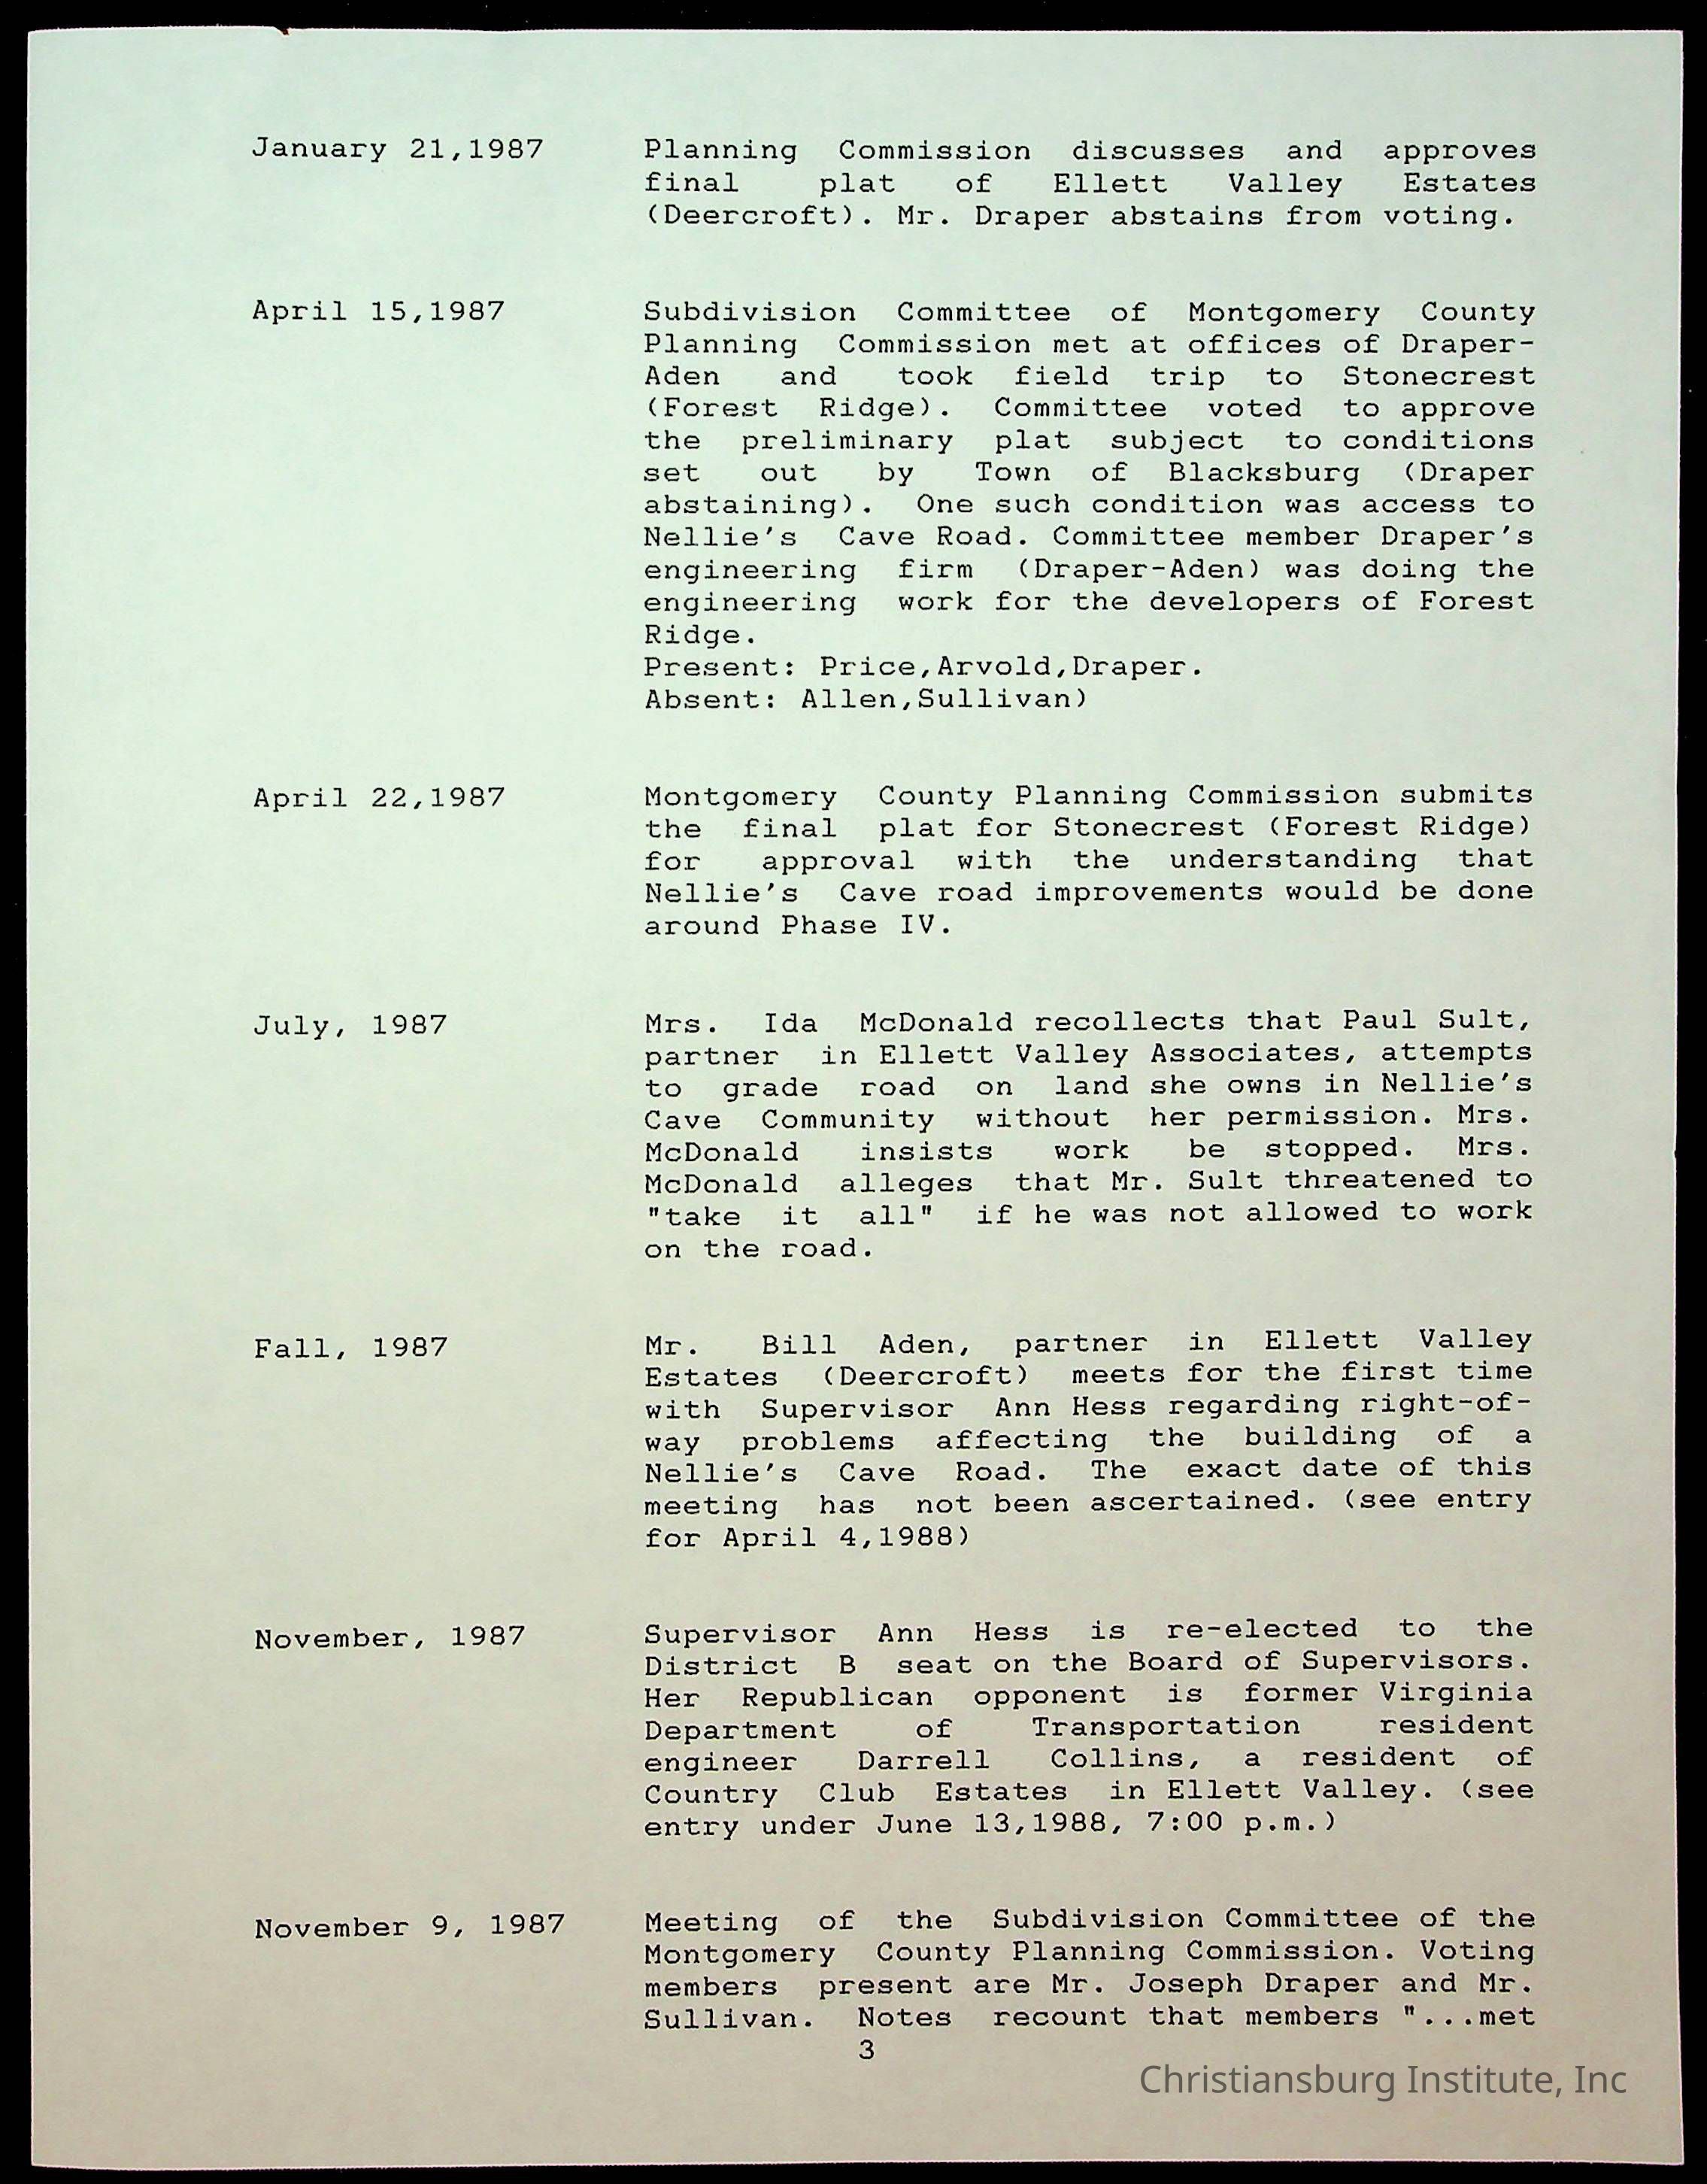 January 21,1987 Planning Commission discusses and approves
final plat of Ellett Valley Estates
(Deercroft). Mr. Draper abstains from voting.
April 15,1987 Subdivision Committee of Montgomery County
Planning Commission met at offices of Draper-
Aden and took field trip to Stonecrest
(Forest Ridge). Committee voted to approve
the preliminary plat subject to conditions
set out by Town of Blacksburg (Draper
abstaining). One such condition was access to
Nellie's Cave Road. Committee member Draper's
engineering firm (Draper-Aden) was doing the
engineering work for the developers of Forest
Ridge.
Present: Price,Arvold,Draper.
Absent: Allen,Sullivan)
April 22,1987 Montgomery County Planning Commission submits
the final plat for Stonecrest (Forest Ridge)
for approval with the understanding that
Nellie's Cave road improvements would be done
around Phase IV.
July, 1987 Mrs. Ida McDonald recollects that Paul Sult,
partner in Ellett Valley Associates, attempts
to grade road on land she owns in Nellie's
Cave Community without her permission. Mrs.
McDonald insists work be stopped. Mrs.
McDonald alleges that Mr. Sult threatened to
"take it all" if he was not allowed to work
on the road.
Fall, 1987 Mr. Bill Aden, partner in Ellett Valley
Estates (Deercroft) meets for the first time
with Supervisor Ann Hess regarding right-of-
way problems affecting the building of a
Nellie's Cave Road. The exact date of this
meeting has not been ascertained. (see entry
for April 4,1988)
November, 1987 Supervisor Ann Hess is re-elected to the
District B seat on the Board of Supervisors.
Her Republican opponent is former Virginia
Department of Transportation resident
engineer Darrell Collins, a resident of
Country Club Estates in Ellett Valley. (see
entry under June 13,1988, 7:00 p.m.)
November 9, 1987 Meeting of the Subdivision Committee of the
Montgomery County Planning Commission. Voting
members present are Mr. Joseph Draper and Mr.
Sullivan. Notes recount that members "...met
3
Christiansburg Institute, Inc